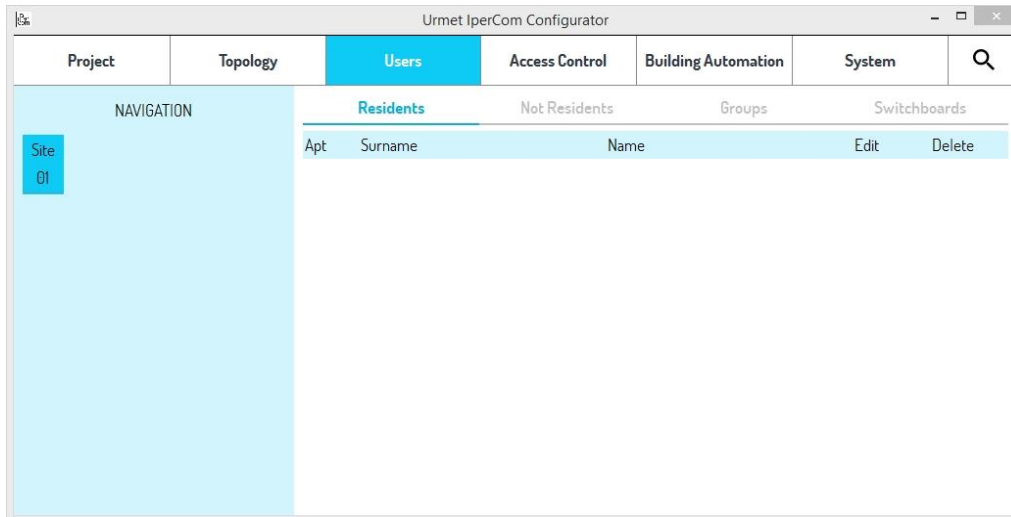 Urmet IperCom Configurator
Project Topology Users Access Control Building Automation System
NAVIGATION
Residents Not Residents Groups Switchboards
Apt Surname Name Edit Delete
Site
01